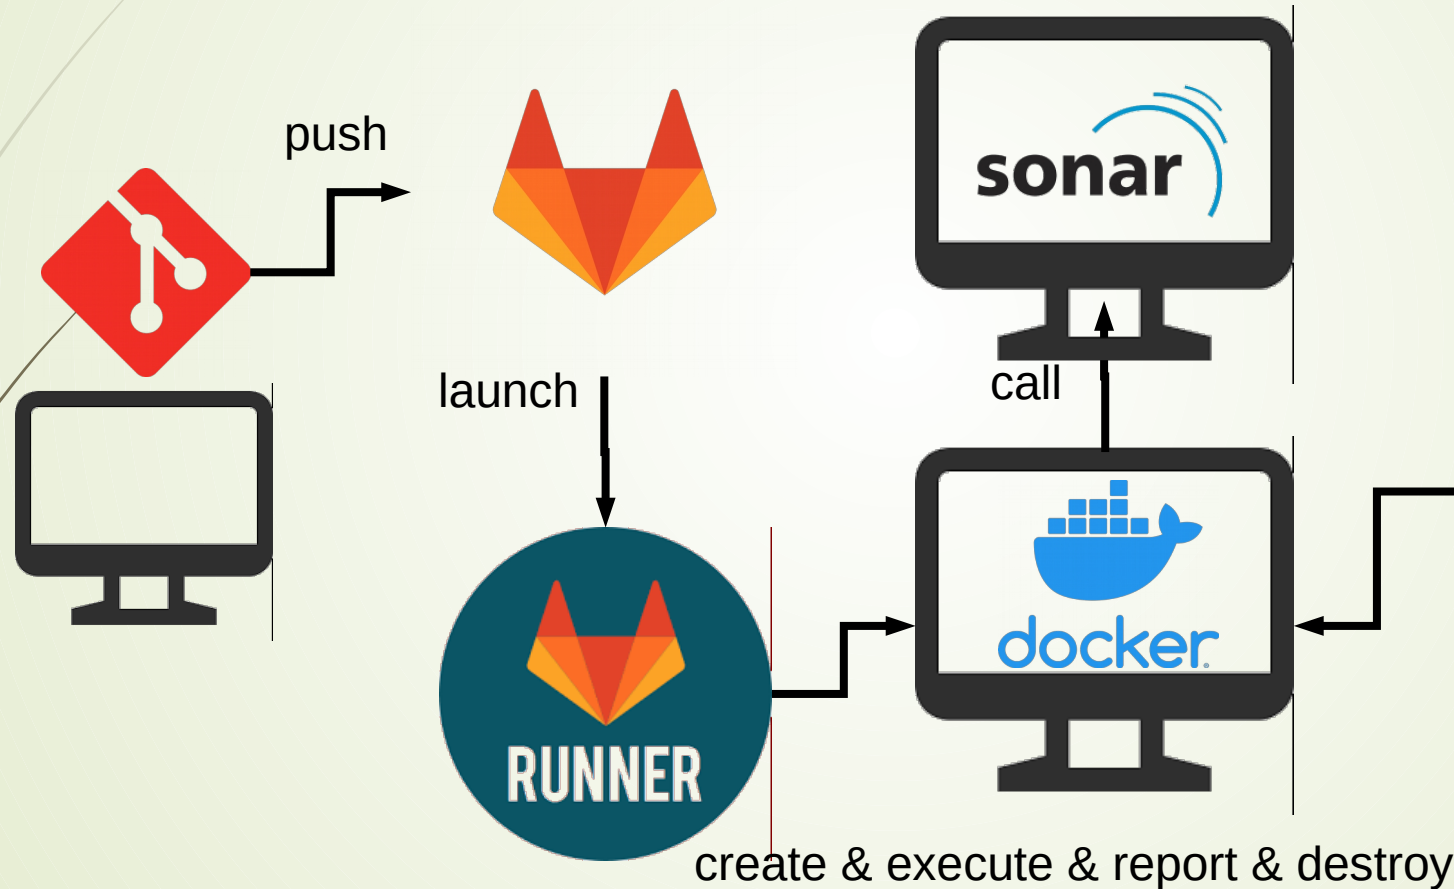 push
sonar
launch
call
docker
RUNNER
create & execute & report & destroy